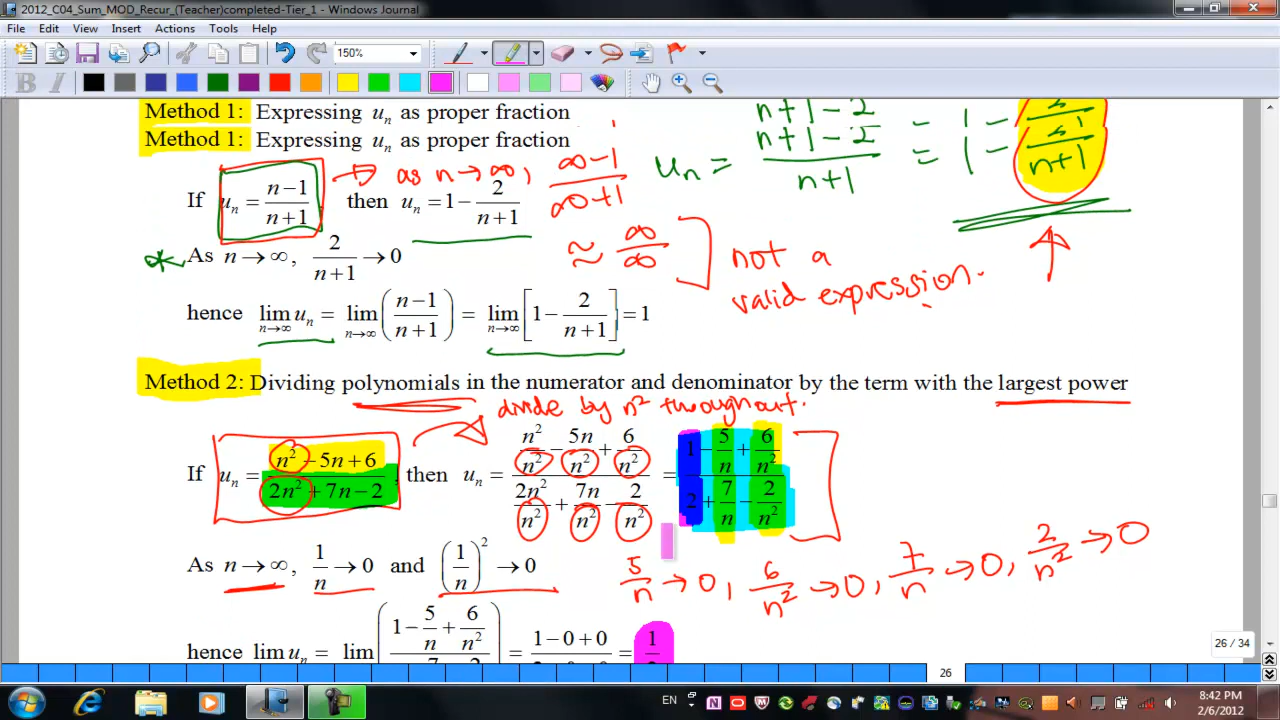 2012_C04_Sum_MOD_Recur_(Teacher)completed-Tier_1 - Windows Journal
File Edit View Insert Actions Tools Help
150%
B I
Method 1: Expressing uₙ as proper fraction
Method 1: Expressing uₙ as proper fraction
n+1-2
uₙ = (n+1-2)/(n+1) = 1 - 2/(n+1)
If uₙ = (n-1)/(n+1) → as n→∞, (∞-1)/(∞+1)
then uₙ = 1 - 2/(n+1)
* As n→∞, 2/(n+1) → 0
≈ ∞/∞ ] not a
valid expression.
hence lim n→∞ uₙ = lim n→∞ ((n-1)/(n+1)) = lim n→∞ [1 - 2/(n+1)] = 1
Method 2: Dividing polynomials in the numerator and denominator by the term with the largest power
divide by n² throughout.
If uₙ = (n²-5n+6)/(2n²+7n-2), then uₙ = (n²/n² - 5n/n² + 6/n²)/(2n²/n² + 7n/n² - 2/n²) = (1 - 5/n + 6/n²)/(2 + 7/n - 2/n²)
As n→∞, 1/n → 0 and (1/n)² → 0
5/n → 0, 6/n² → 0, 7/n → 0, 2/n² → 0
hence lim uₙ = lim (1 - 5/n + 6/n² = 1-0+0 = 1
26 / 34
26
EN
8:42 PM
2/6/2012